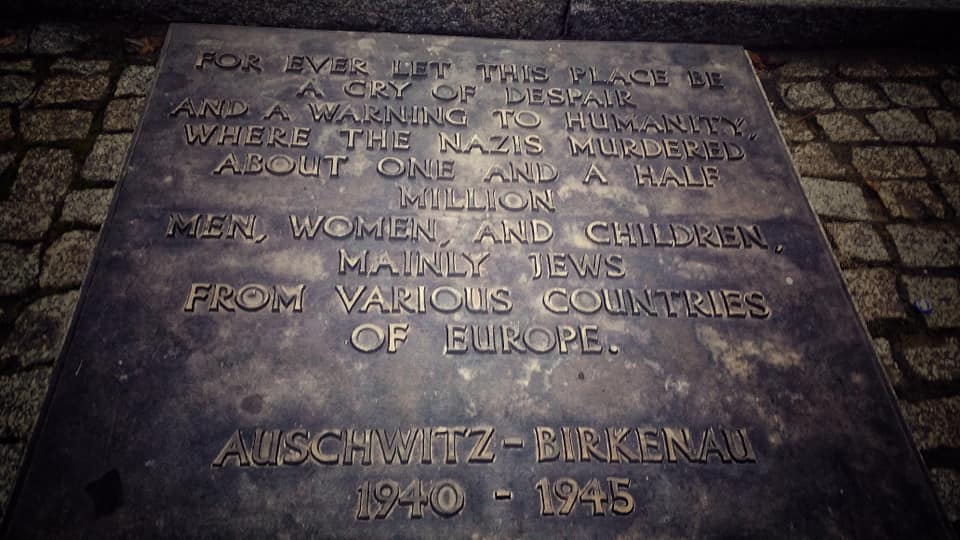 FOR EVER LET THIS PLACE BE
A CRY OF DESPAIR
AND A WARNING TO HUMANITY,
WHERE THE NAZIS MURDERED
ABOUT ONE AND A HALF
MILLION
MEN, WOMEN, AND CHILDREN,
MAINLY JEWS
FROM VARIOUS COUNTRIES
OF EUROPE.
AUSCHWITZ - BIRKENAU
1940 - 1945